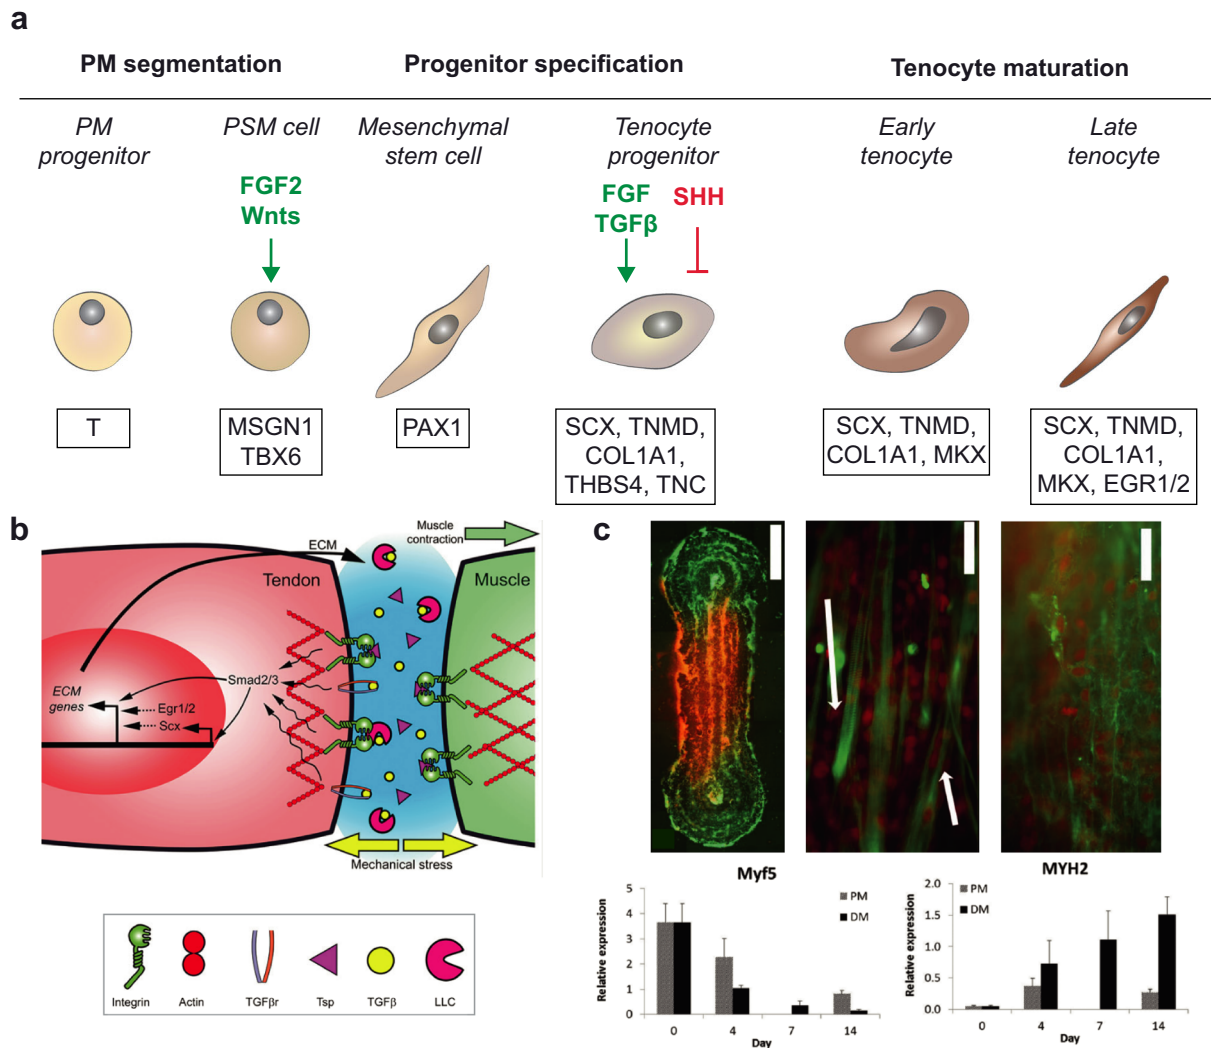 a
PM segmentation
Progenitor specification
Tenocyte maturation
PM
progenitor
PSM cell
Mesenchymal
stem cell
Tenocyte
progenitor
Early
tenocyte
Late
tenocyte
FGF2
Wnts
FGF
TGFβ
SHH
T
MSGN1
TBX6
PAX1
SCX, TNMD,
COL1A1,
THBS4, TNC
SCX, TNMD,
COL1A1, MKX
SCX, TNMD,
COL1A1,
MKX, EGR1/2
b
Muscle
contraction
ECM
Tendon
Muscle
Smad2/3
ECM
genes
Egr1/2
Scx
Mechanical stress
Integrin
Actin
TGFβr
Tsp
TGFβ
LLC
c
Myf5
Relative expression
5
4
3
2
1
0
PM
DM
0
4
7
14
Day
MYH2
Relative expression
2.0
1.5
1.0
0.5
0.0
PM
DM
0
4
7
14
Day